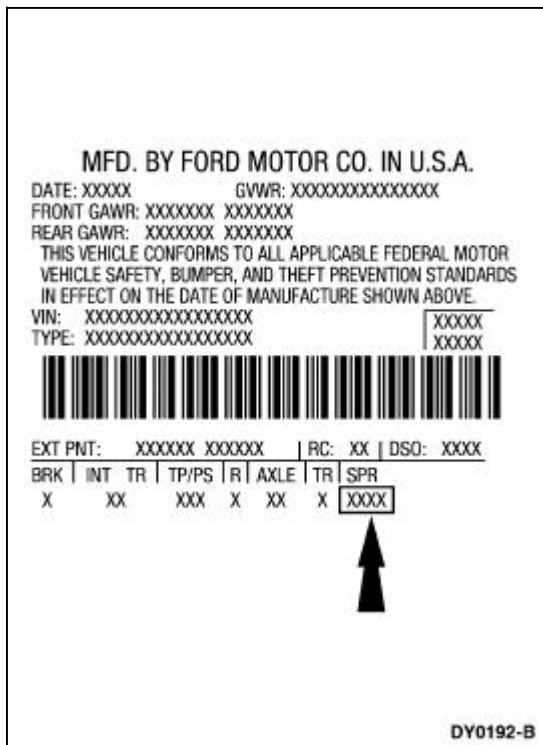 MFD. BY FORD MOTOR CO. IN U.S.A.
DATE: XXXXX GVWR: XXXXXXXXXXXXXXX
FRONT GAWR: XXXXXXX XXXXXXX
REAR GAWR: XXXXXXX XXXXXXX
THIS VEHICLE CONFORMS TO ALL APPLICABLE FEDERAL MOTOR
VEHICLE SAFETY, BUMPER, AND THEFT PREVENTION STANDARDS
IN EFFECT ON THE DATE OF MANUFACTURE SHOWN ABOVE.
VIN: XXXXXXXXXXXXXXXXX XXXXX
TYPE: XXXXXXXXXXXXXXXXX XXXXX
EXT PNT: XXXXXX XXXXXX RC: XX DSO: XXXX
BRK INT TR TP/PS R AXLE TR SPR
X XX XXX X XX X XXXX
DY0192-B